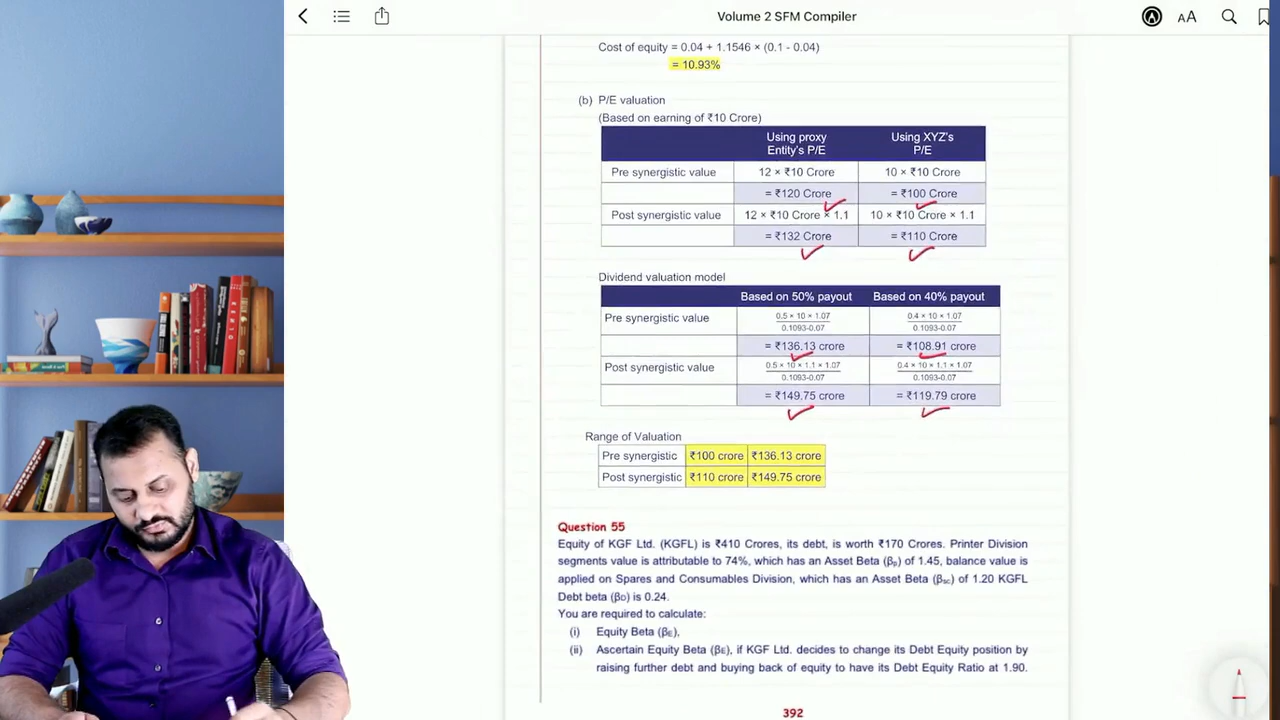 Volume 2 SFM Compiler
AA
Cost of equity = 0.04 + 1.1546 × (0.1 - 0.04)
= 10.93%
(b) P/E valuation
(Based on earning of ₹10 Crore)
Using proxy Entity's P/E Using XYZ's P/E
Pre synergistic value 12 × ₹10 Crore 10 × ₹10 Crore
= ₹120 Crore = ₹100 Crore
Post synergistic value 12 × ₹10 Crore × 1.1 10 × ₹10 Crore × 1.1
= ₹132 Crore = ₹110 Crore
Dividend valuation model
Based on 50% payout Based on 40% payout
Pre synergistic value 0.5 × 10 × 1.07 0.4 × 10 × 1.07
0.1093-0.07 0.1093-0.07
= ₹136.13 crore = ₹108.91 crore
Post synergistic value 0.5 × 10 × 1.1 × 1.07 0.4 × 10 × 1.1 × 1.07
0.1093-0.07 0.1093-0.07
= ₹149.75 crore = ₹119.79 crore
Range of Valuation
Pre synergistic ₹100 crore ₹136.13 crore
Post synergistic ₹110 crore ₹149.75 crore
Question 55
Equity of KGF Ltd. (KGFL) is ₹410 Crores, its debt, is worth ₹170 Crores. Printer Division
segments value is attributable to 74%, which has an Asset Beta (βp) of 1.45, balance value is
applied on Spares and Consumables Division, which has an Asset Beta (βsc) of 1.20 KGFL
Debt beta (βD) is 0.24.
You are required to calculate:
(i) Equity Beta (βE),
(ii) Ascertain Equity Beta (βE), if KGF Ltd. decides to change its Debt Equity position by
raising further debt and buying back of equity to have its Debt Equity Ratio at 1.90.
392